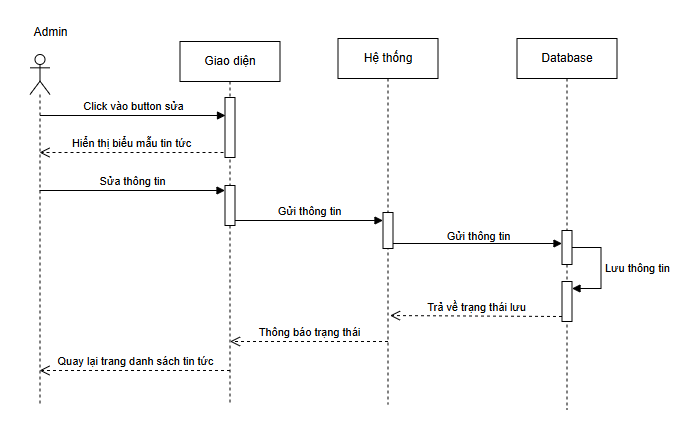 Admin
Giao diện
Hệ thống
Database
Click vào button sửa
Hiển thị biểu mẫu tin tức
Sửa thông tin
Gửi thông tin
Gửi thông tin
Lưu thông tin
Trả về trạng thái lưu
Thông báo trạng thái
Quay lại trang danh sách tin tức